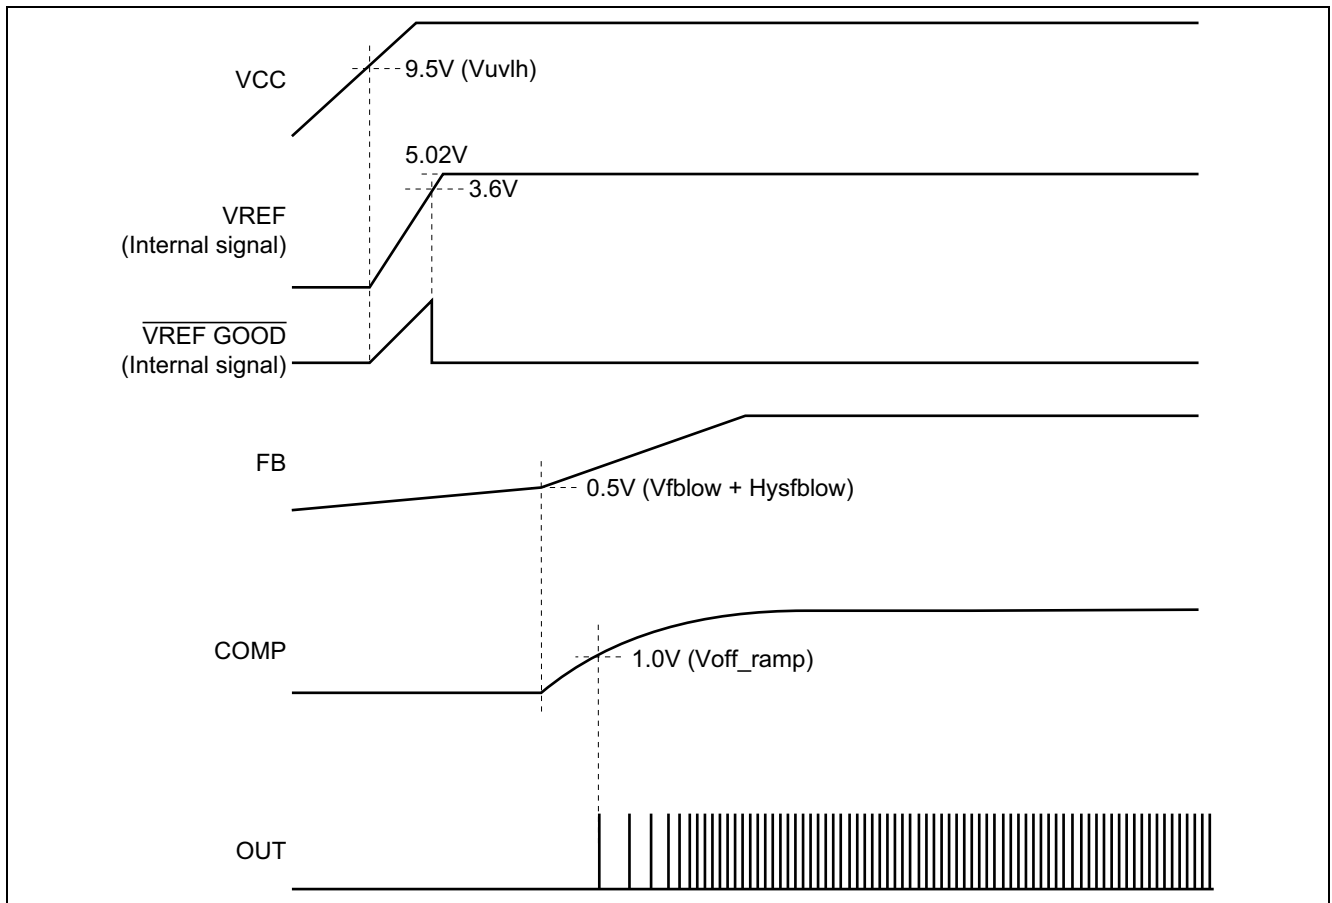 VCC
9.5V (Vuvlh)
5.02V
3.6V
VREF
(Internal signal)
VREF GOOD
(Internal signal)
FB
0.5V (Vfblow + Hysfblow)
COMP
1.0V (Voff_ramp)
OUT